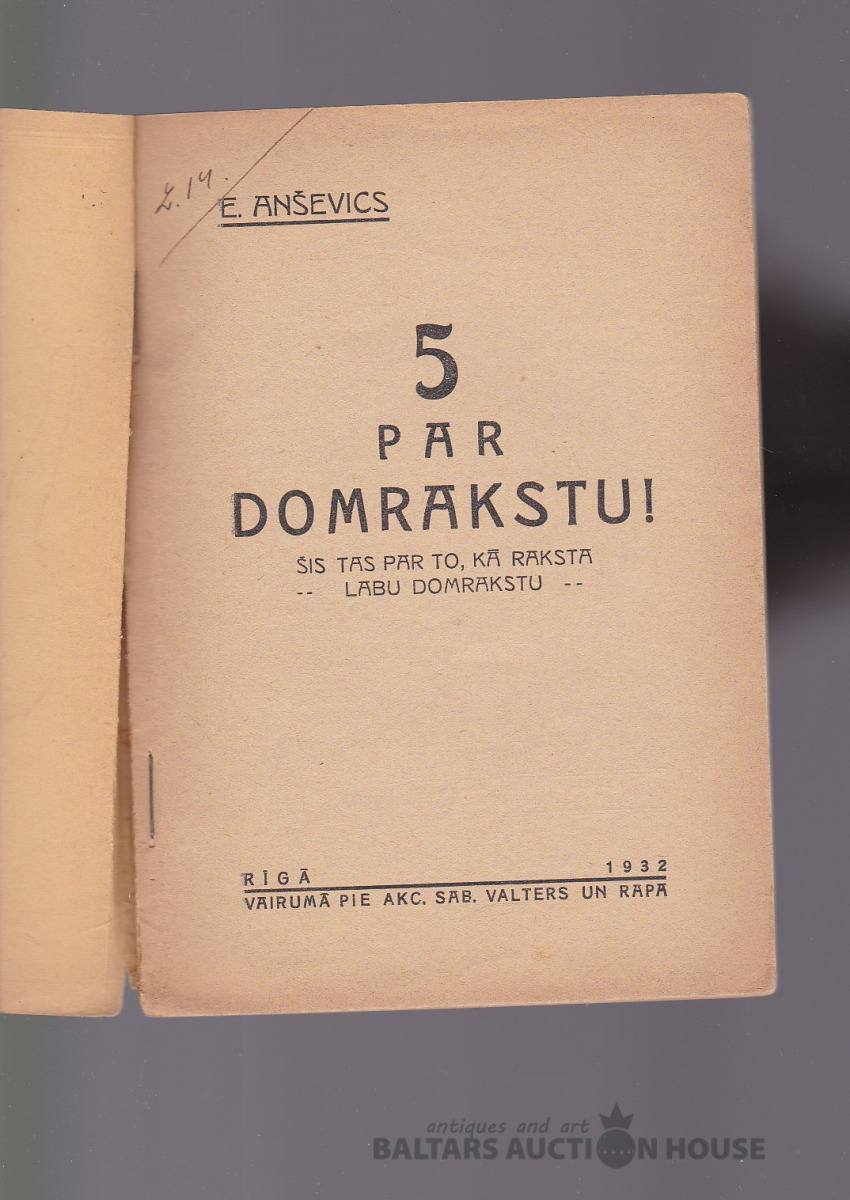 E. ANŠEVICS
5
PAR
DOMRAKSTU!
ŠIS TAS PAR TO, KĀ RAKSTA
-- LABU DOMRAKSTU --
RĪGĀ 1932
VAIRUMĀ PIE AKC. SAB. VALTERS UN RAPA
antiques and art
BALTARS AUCTION HOUSE